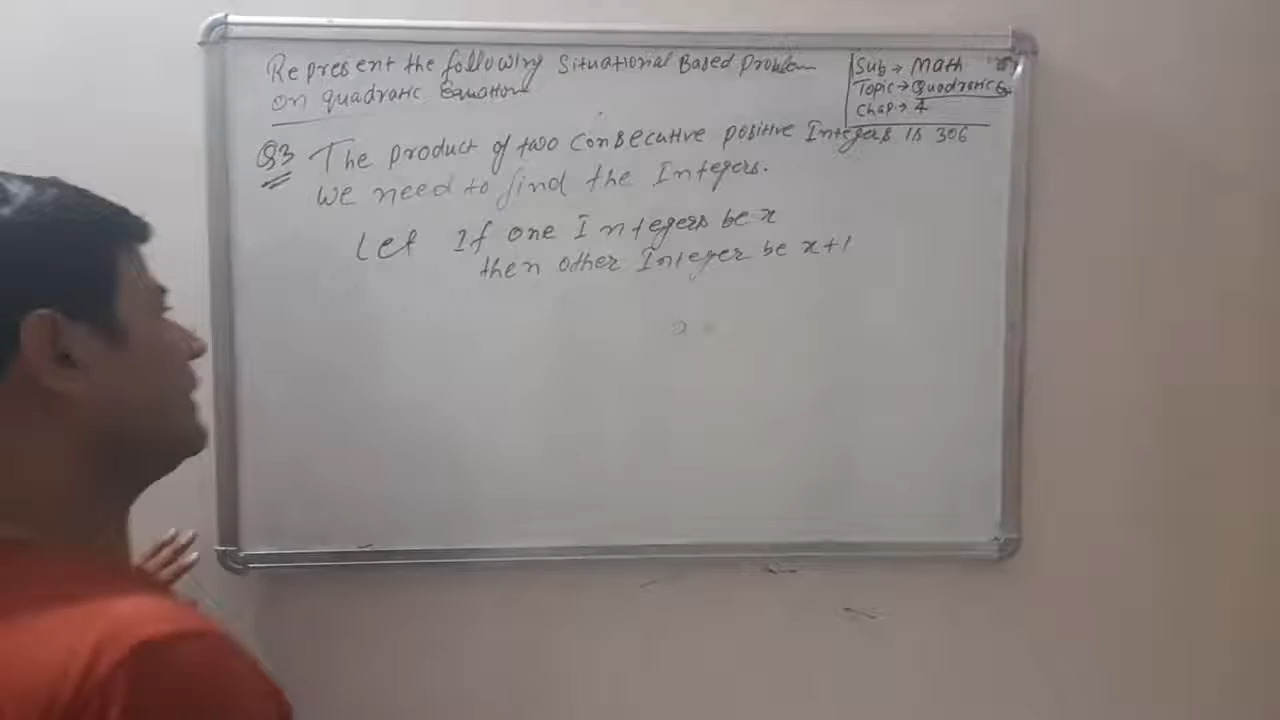 Represent the following Situational Based Problem
on quadratic Equation
Sub → Math
Topic → Quadratic Eq
Chap → 4
Q3 The product of two consecutive positive Integers is 306
we need to find the Integers.
Let If one Integers be x
then other Integer be x+1